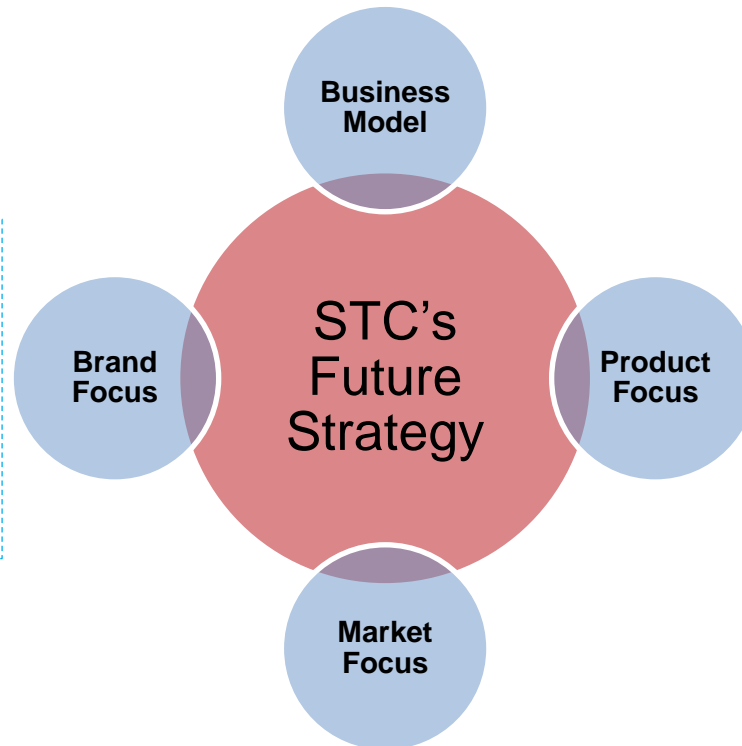 Business
Model
STC’s
Future
Strategy
Brand
Focus
Product
Focus
Market
Focus